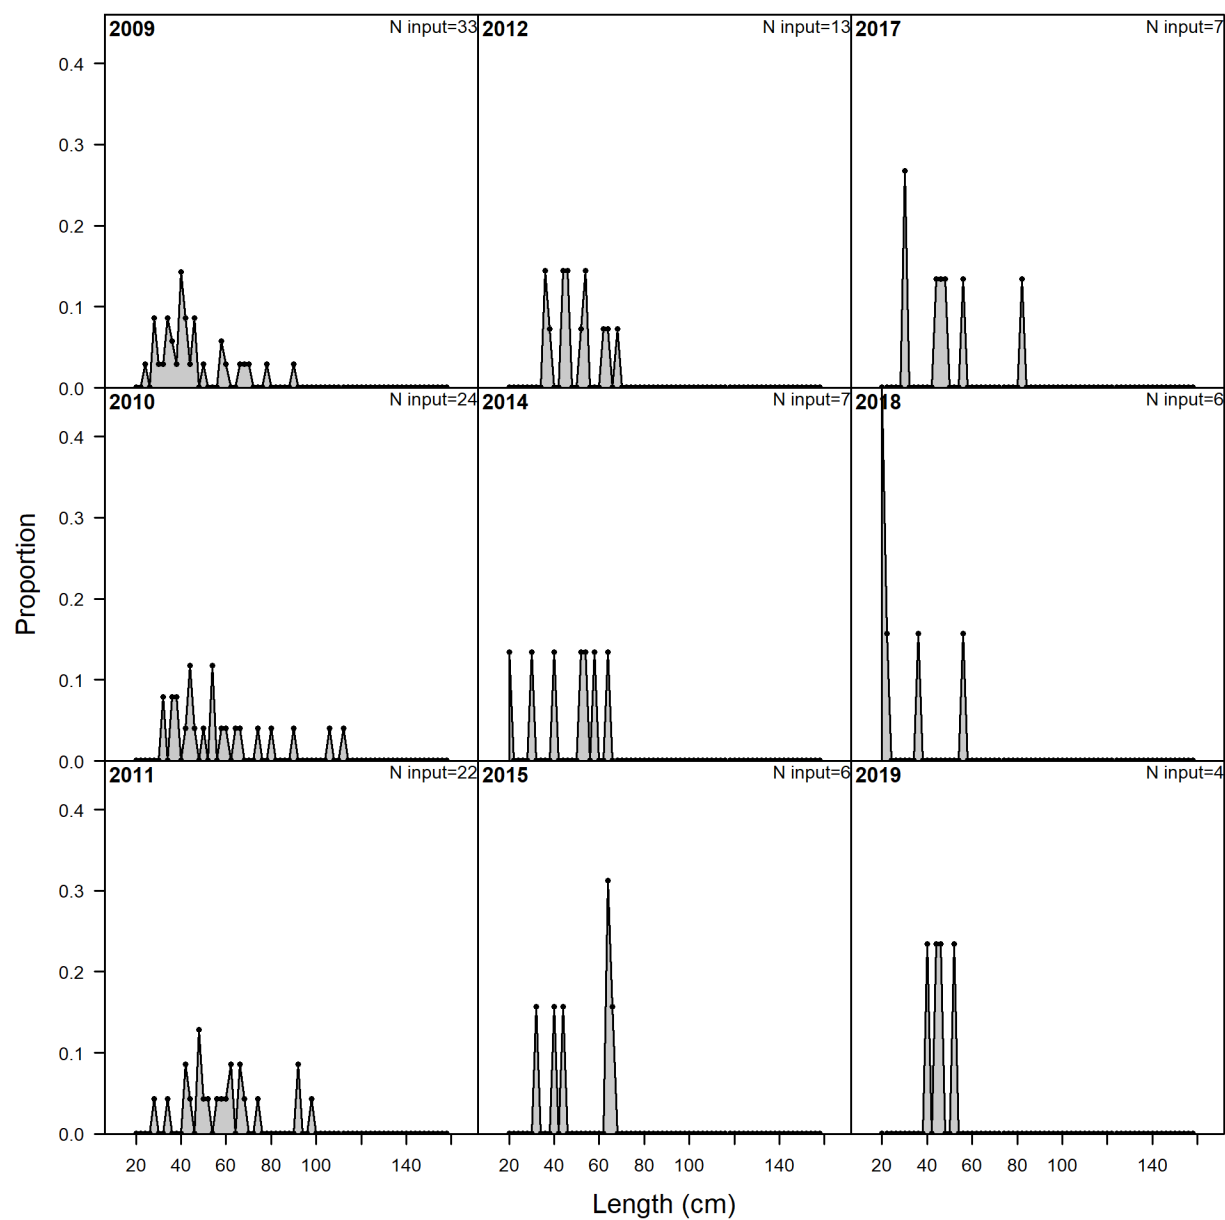 2009 N input=33 2012 N input=13 2017 N input=7
0.4
0.3
0.2
0.1
0.0
2010 N input=24 2014 N input=7 2018 N input=6
0.4
0.3
0.2
0.1
0.0
2011 N input=22 2015 N input=6 2019 N input=4
0.4
0.3
0.2
0.1
0.0
Proportion
20 40 60 80 100 140 20 40 60 80 100 140 20 40 60 80 100 140
Length (cm)